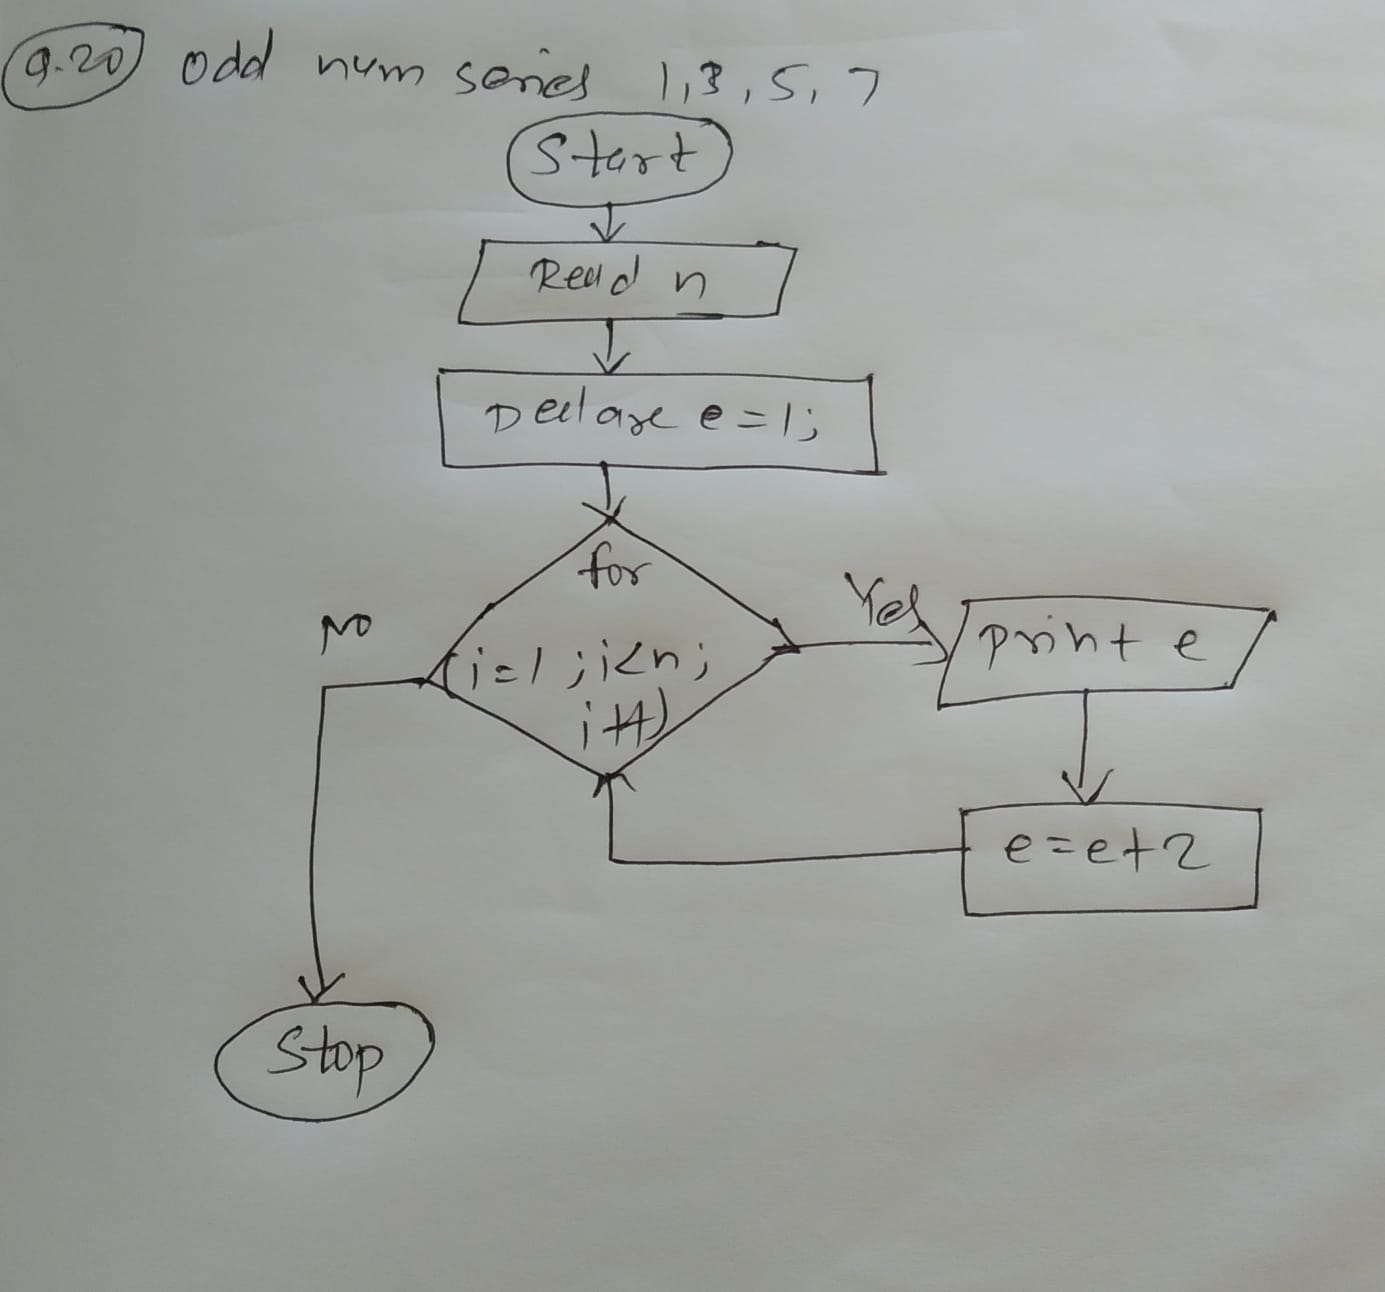 Q.20 odd num series 1,3,5,7
Start
Read n
Declare e=1;
for
(i=1;i<n;
i++)
No
Yes
print e
e=e+2
Stop